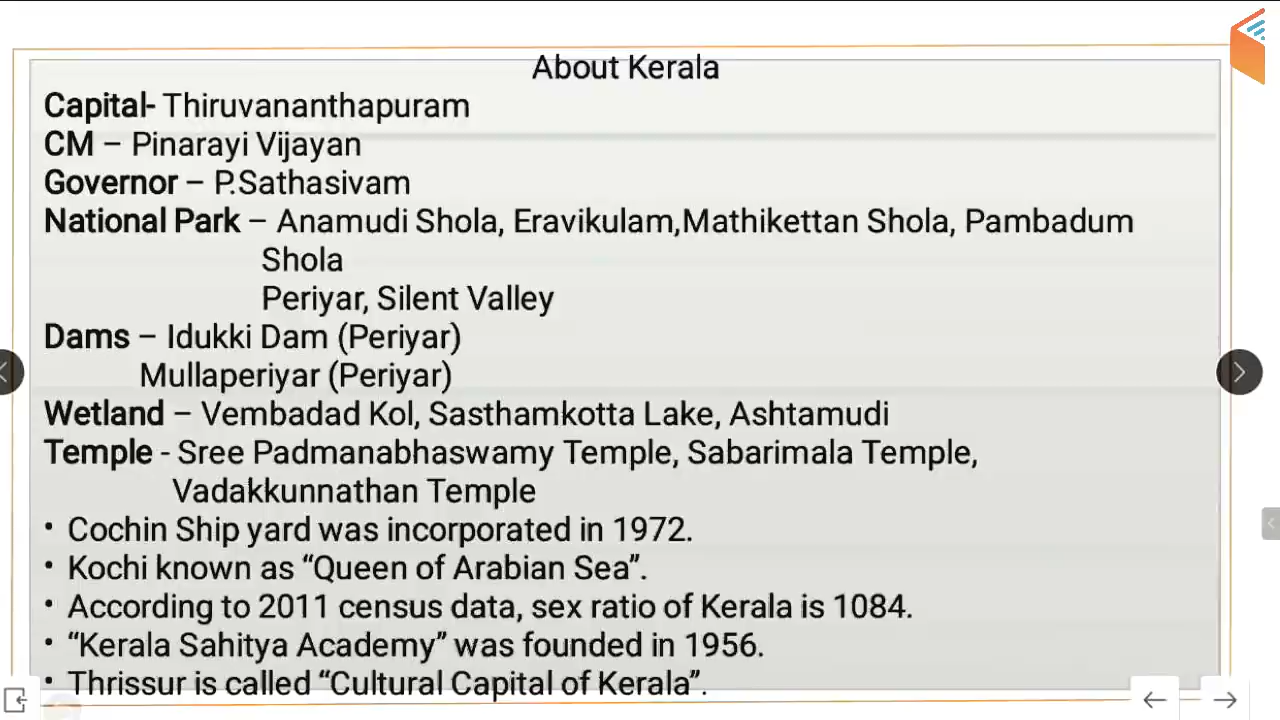 About Kerala
Capital- Thiruvananthapuram
CM – Pinarayi Vijayan
Governor – P.Sathasivam
National Park – Anamudi Shola, Eravikulam,Mathikettan Shola, Pambadum
Shola
Periyar, Silent Valley
Dams – Idukki Dam (Periyar)
Mullaperiyar (Periyar)
Wetland – Vembadad Kol, Sasthamkotta Lake, Ashtamudi
Temple - Sree Padmanabhaswamy Temple, Sabarimala Temple,
Vadakkunnathan Temple
• Cochin Ship yard was incorporated in 1972.
• Kochi known as “Queen of Arabian Sea”.
• According to 2011 census data, sex ratio of Kerala is 1084.
• “Kerala Sahitya Academy” was founded in 1956.
• Thrissur is called “Cultural Capital of Kerala”.